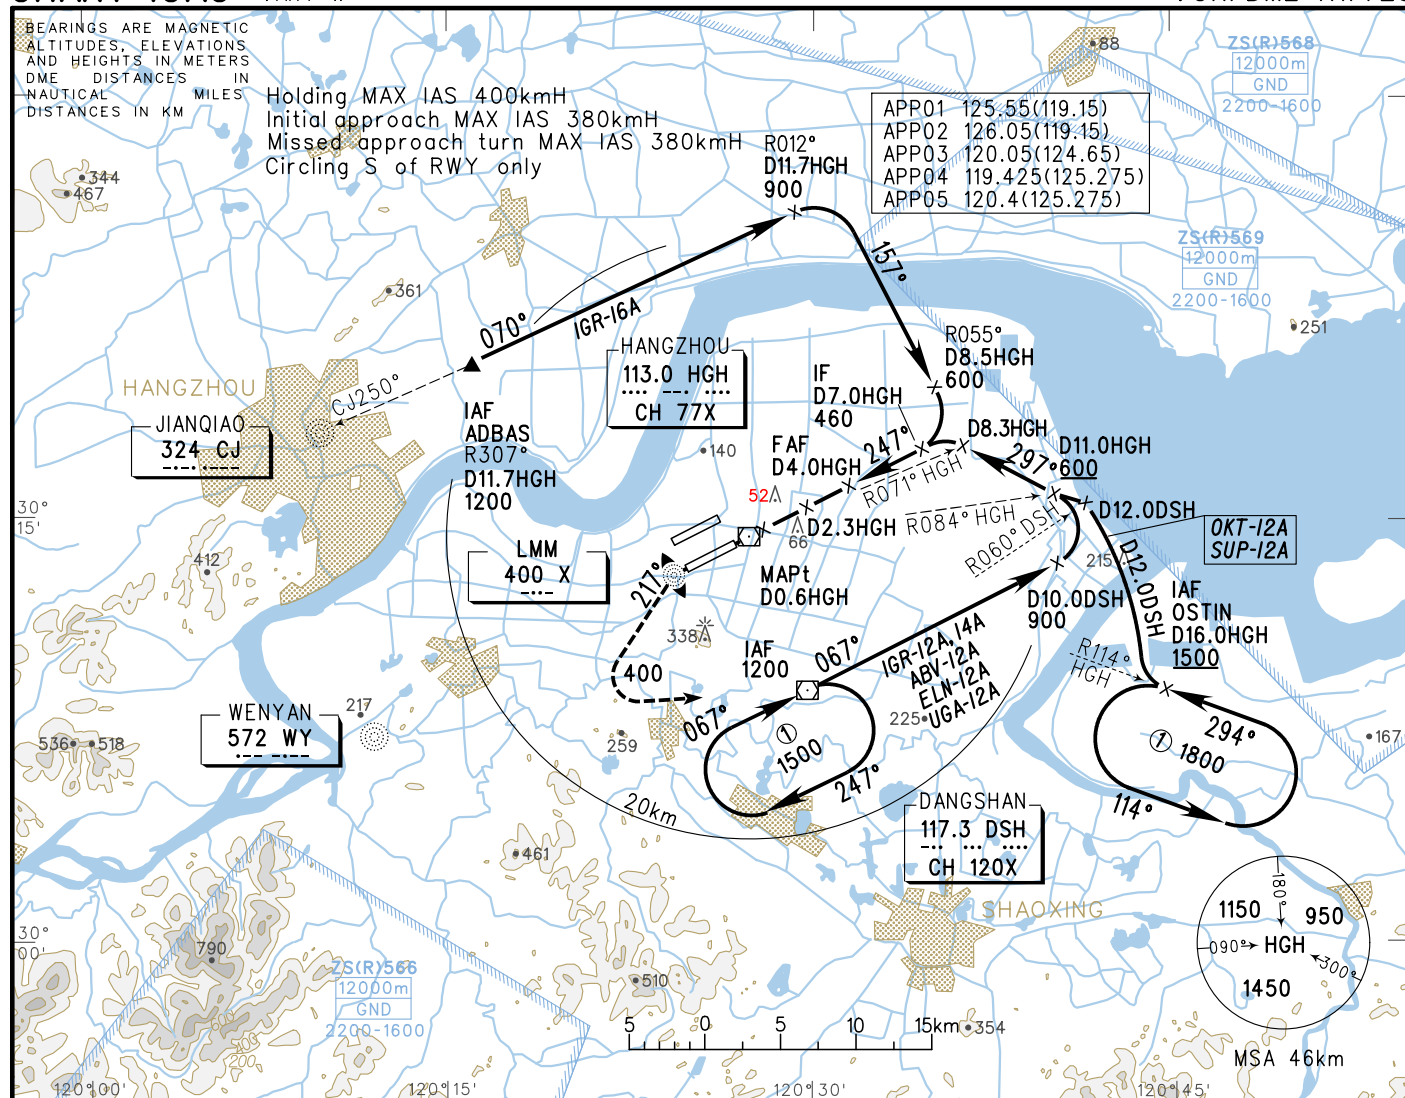 BEARINGS ARE MAGNETIC
ALTITUDES, ELEVATIONS
AND HEIGHTS IN METERS
DME DISTANCES IN
NAUTICAL MILES
DISTANCES IN KM
Holding MAX IAS 400kmH
Initial approach MAX IAS 380kmH
Missed approach turn MAX IAS 380kmH
Circling S of RWY only
R012°
D11.7HGH
900
APP01 125.55(119.15)
APP02 126.05(119.15)
APP03 120.05(124.65)
APP04 119.425(125.275)
APP05 120.4(125.275)
88
ZS(R)568
12000m
GND
2200-1600
344
467
ZS(R)569
12000m
GND
2200-1600
251
361
157°
070°
IGR-16A
HANGZHOU
113.0 HGH
.... --. ....
CH 77X
IF
D7.0HGH
460
R055°
D8.5HGH
600
HANGZHOU
CJ250°
JIANQIAO
324 CJ
-.-. .---
IAF
ADBAS
R307°
D11.7HGH
1200
140
FAF
D4.0HGH
247°
D8.3HGH
R071° HGH
297°
D11.0HGH
600
52
66
D2.3HGH
R084° HGH
R060° DSH
D12.0DSH
OKT-12A
SUP-12A
30°
15'
412
LMM
400 X
-..-
217°
MAPt
D0.6HGH
215
D12.0DSH
IAF
OSTIN
D16.0HGH
1500
D10.0DSH
900
338
400
IAF
1200
067°
IGR-12A,14A
ABV-12A
ELN-12A
UGA-12A
R114°
HGH
217
WENYAN
572 WY
.-- -.--
536
518
259
067°
1
1500
247°
225
294°
1
1800
114°
167
20km
DANGSHAN
117.3 DSH
-.. ... ....
CH 120X
461
SHAOXING
30°
00'
790
ZS(R)566
12000m
GND
2200-1600
600
400
200
510
354
5 0 5 10 15km
180°
1150
950
090°
HGH
300°
1450
MSA 46km
120°00'
120°15'
120°30'
120°45'